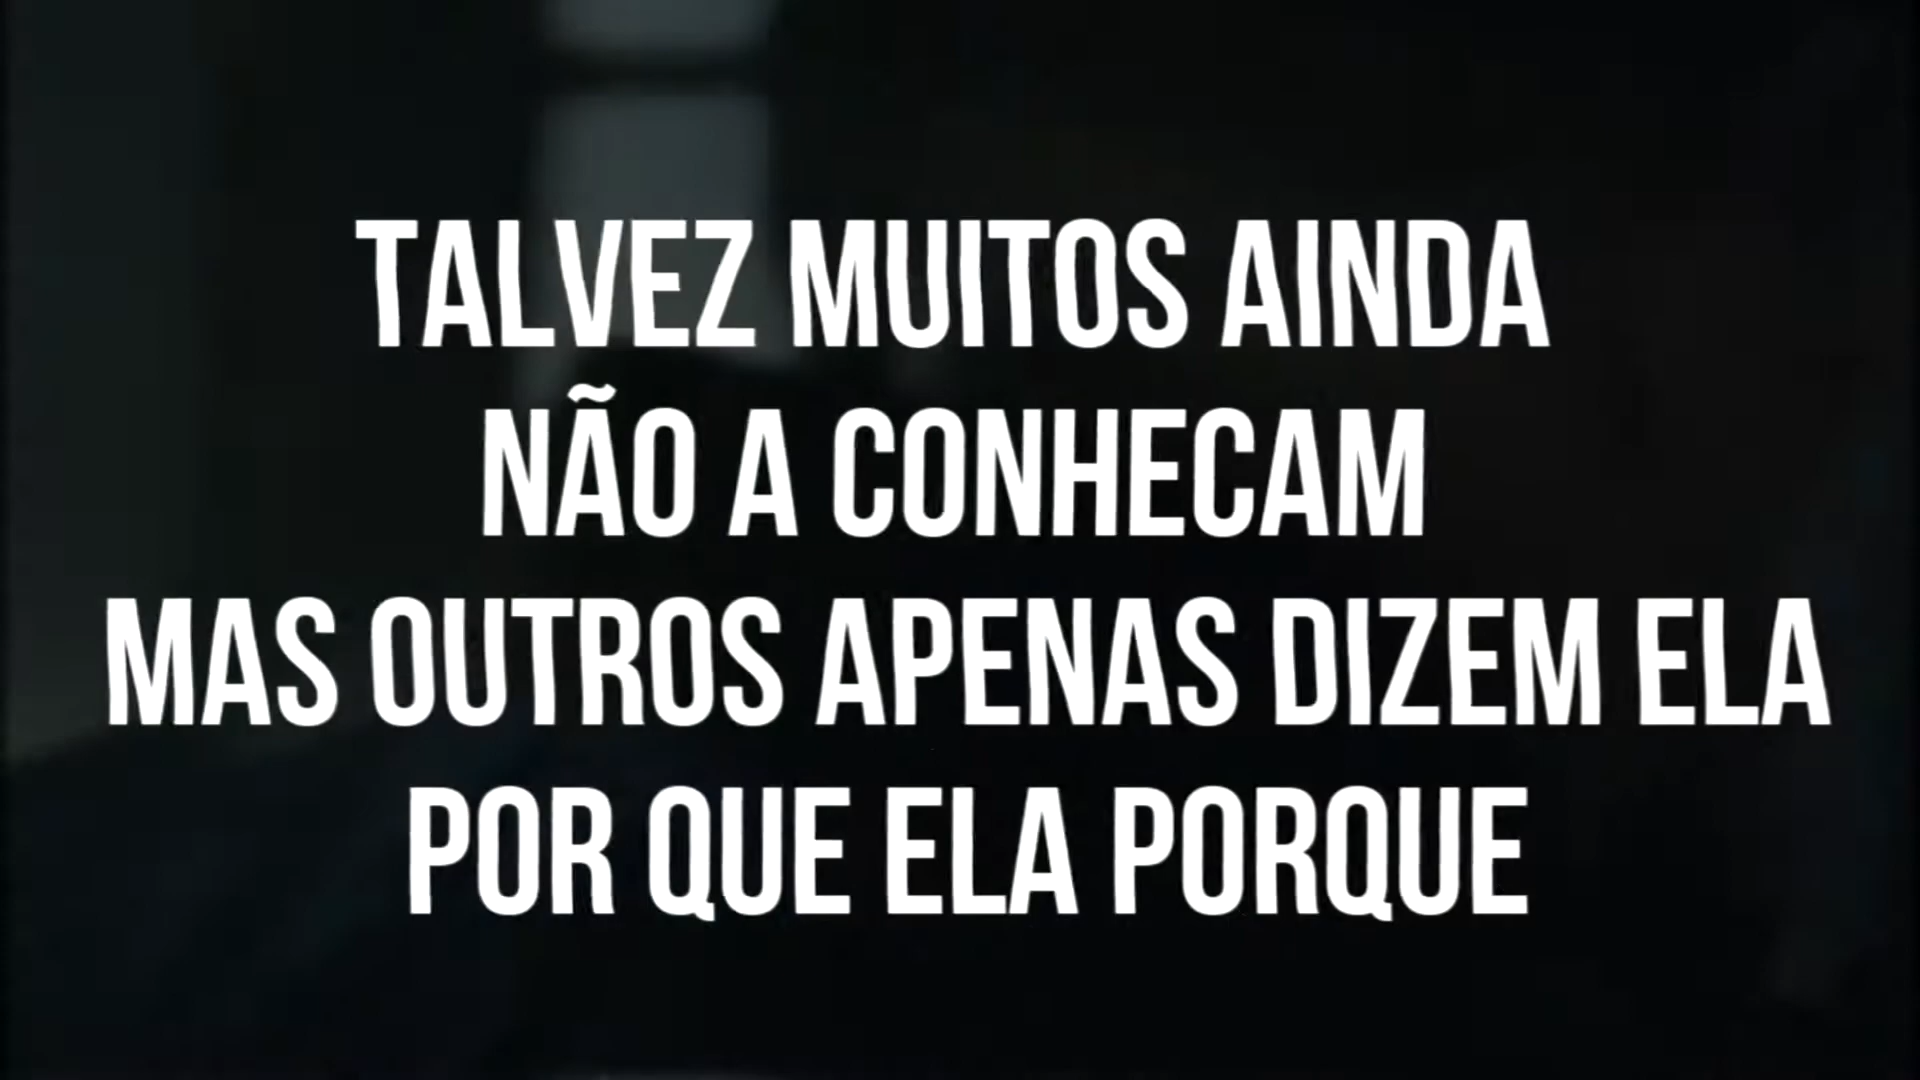 TALVEZ MUITOS AINDA
NÃO A CONHECAM
MAS OUTROS APENAS DIZEM ELA
POR QUE ELA PORQUE